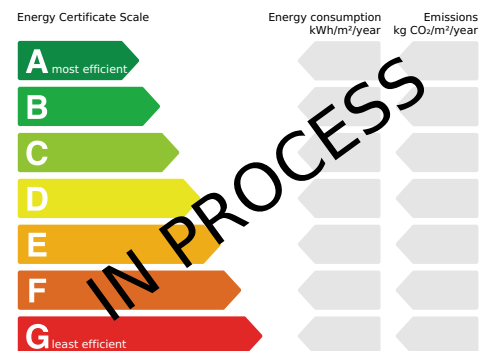 Energy Certificate Scale
Energy consumption
kWh/m²/year
Emissions
kg CO₂/m²/year
A most efficient
B
C
D
E
F
G least efficient
IN PROCESS